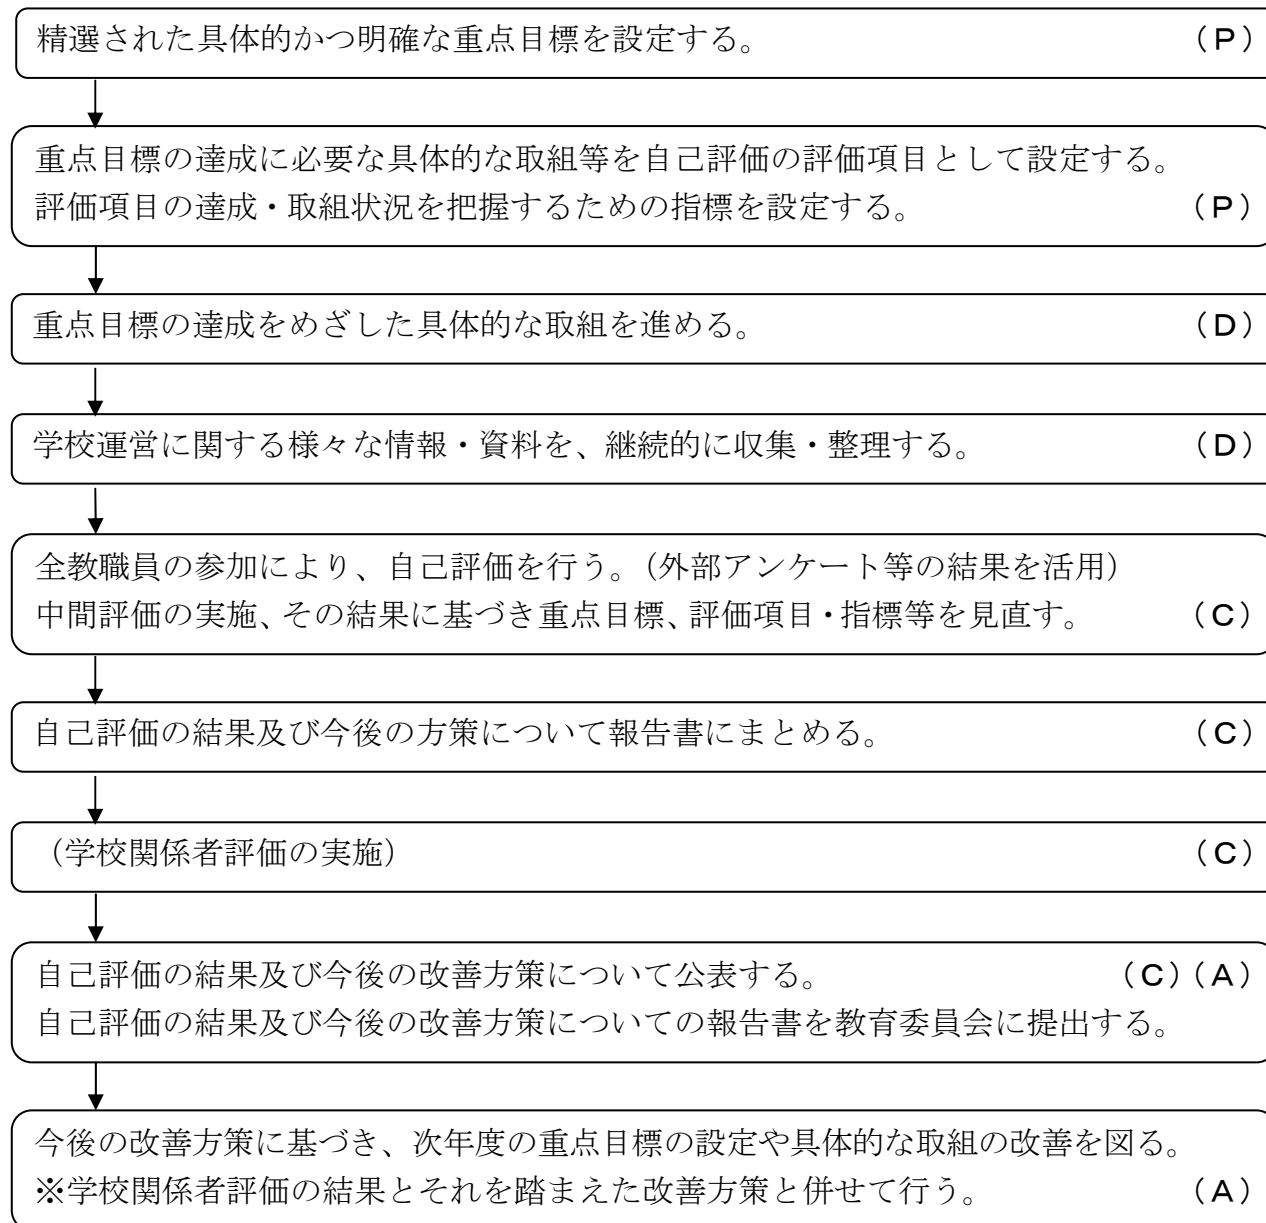 精選された具体的かつ明確な重点目標を設定する。 (P)
重点目標の達成に必要な具体的な取組等を自己評価の評価項目として設定する。
評価項目の達成・取組状況を把握するための指標を設定する。 (P)
重点目標の達成をめざした具体的な取組を進める。 (D)
学校運営に関する様々な情報・資料を、継続的に収集・整理する。 (D)
全教職員の参加により、自己評価を行う。(外部アンケート等の結果を活用)
中間評価の実施、その結果に基づき重点目標、評価項目・指標等を見直す。 (C)
自己評価の結果及び今後の方策について報告書にまとめる。 (C)
(学校関係者評価の実施) (C)
自己評価の結果及び今後の改善方策について公表する。 (C)(A)
自己評価の結果及び今後の改善方策についての報告書を教育委員会に提出する。
今後の改善方策に基づき、次年度の重点目標の設定や具体的な取組の改善を図る。
※学校関係者評価の結果とそれを踏まえた改善方策と併せて行う。 (A)